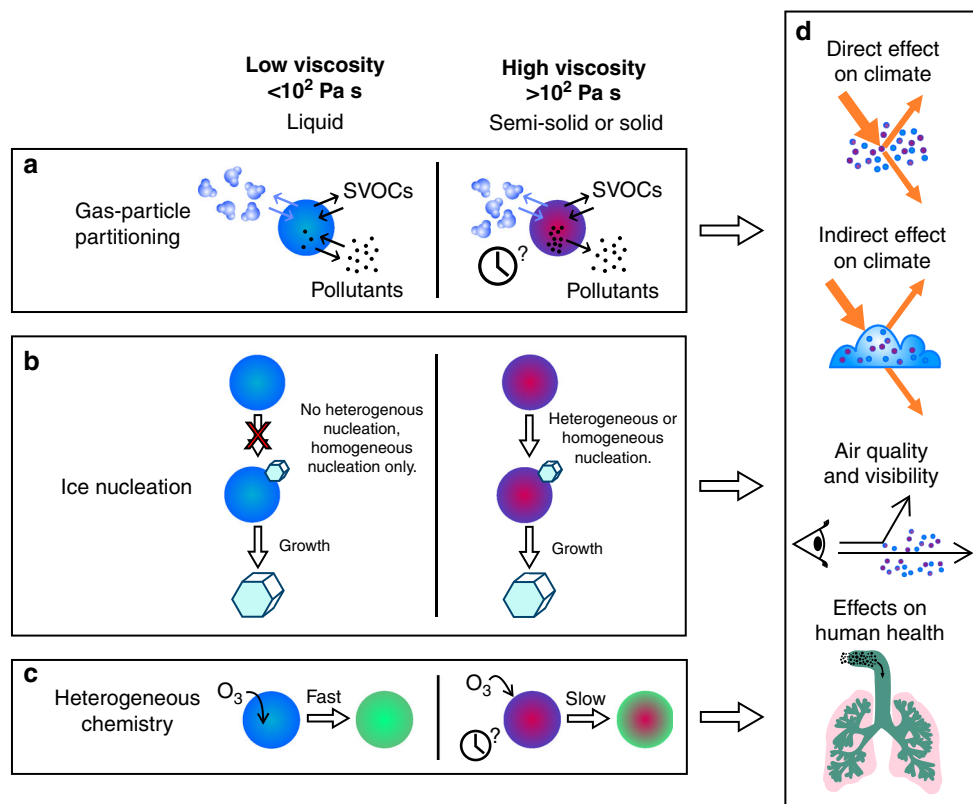 Low viscosity
<10² Pa s
Liquid
High viscosity
>10² Pa s
Semi-solid or solid
a
Gas-particle
partitioning
SVOCs
Pollutants
SVOCs
?
Pollutants
b
Ice nucleation
No heterogenous
nucleation,
homogeneous
nucleation only.
Growth
Heterogeneous or
homogeneous
nucleation.
Growth
c
Heterogeneous
chemistry
O₃
Fast
O₃
?
Slow
d
Direct effect
on climate
Indirect effect
on climate
Air quality
and visibility
Effects on
human health